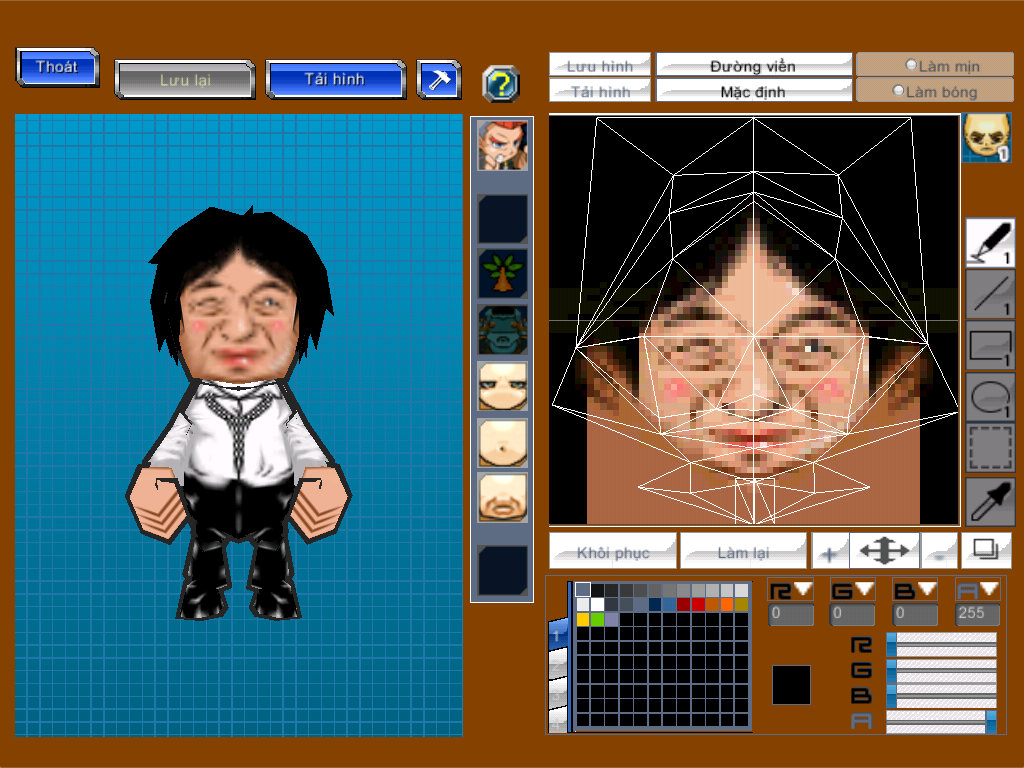 Thoát
Lưu lại
Tải hình
?
Lưu hình
Đường viền
Làm mịn
Tải hình
Mặc định
Làm bóng
1
1
1
1
1
Khôi phục
Làm lại
+
-
R
G
B
A
0
0
0
255
1
R
G
B
A